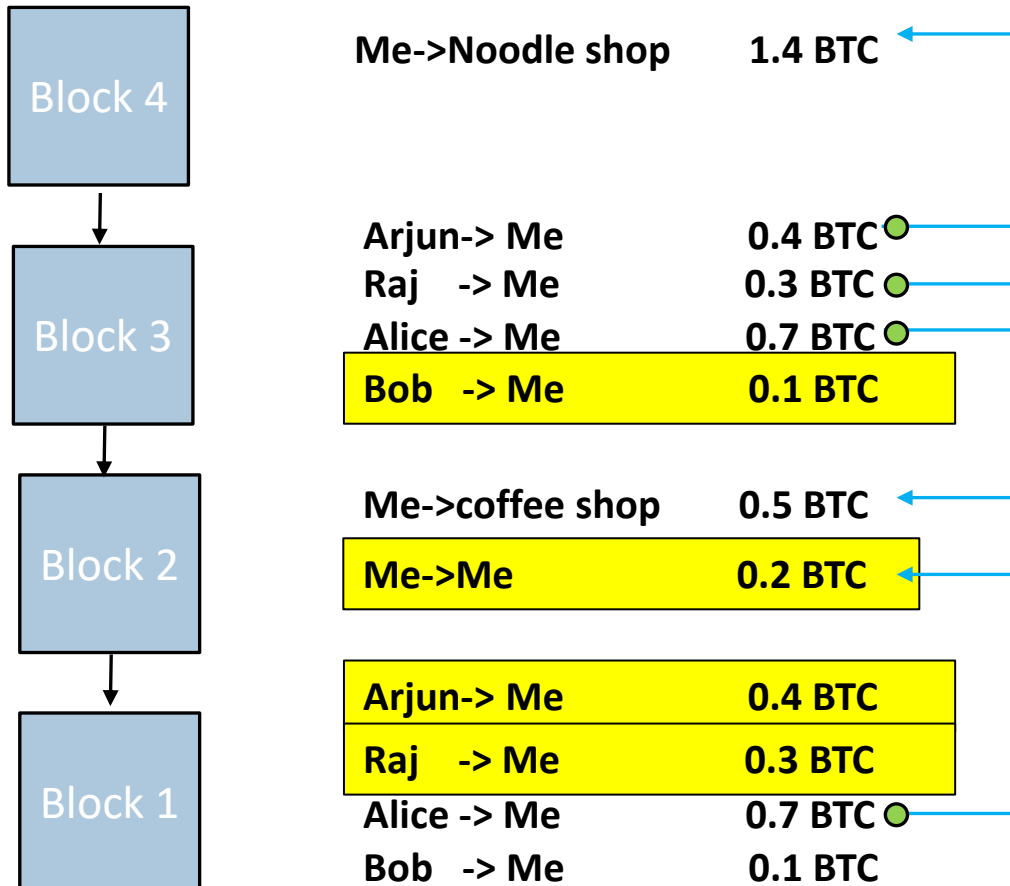 Block 4
Me->Noodle shop 1.4 BTC
Arjun-> Me 0.4 BTC
Raj -> Me 0.3 BTC
Block 3
Alice -> Me 0.7 BTC
Bob -> Me 0.1 BTC
Me->coffee shop 0.5 BTC
Block 2
Me->Me 0.2 BTC
Arjun-> Me 0.4 BTC
Raj -> Me 0.3 BTC
Block 1
Alice -> Me 0.7 BTC
Bob -> Me 0.1 BTC